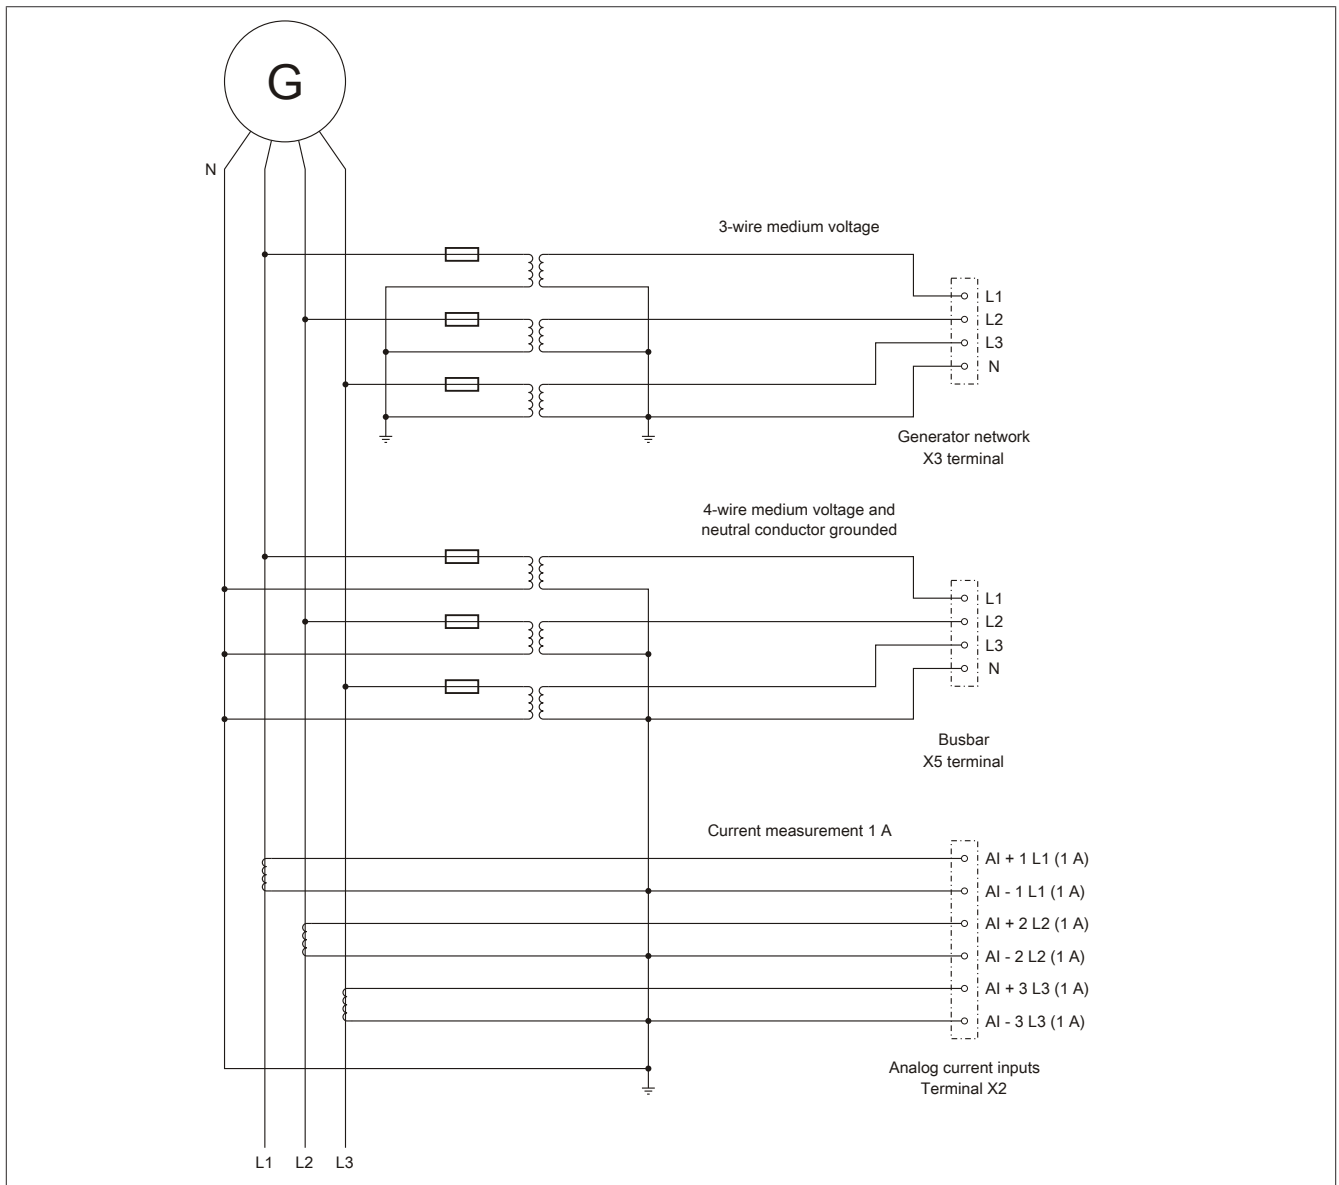 G
N
3-wire medium voltage
L1
L2
L3
N
Generator network
X3 terminal
4-wire medium voltage and
neutral conductor grounded
L1
L2
L3
N
Busbar
X5 terminal
Current measurement 1 A
AI + 1 L1 (1 A)
AI - 1 L1 (1 A)
AI + 2 L2 (1 A)
AI - 2 L2 (1 A)
AI + 3 L3 (1 A)
AI - 3 L3 (1 A)
Analog current inputs
Terminal X2
L1 L2 L3